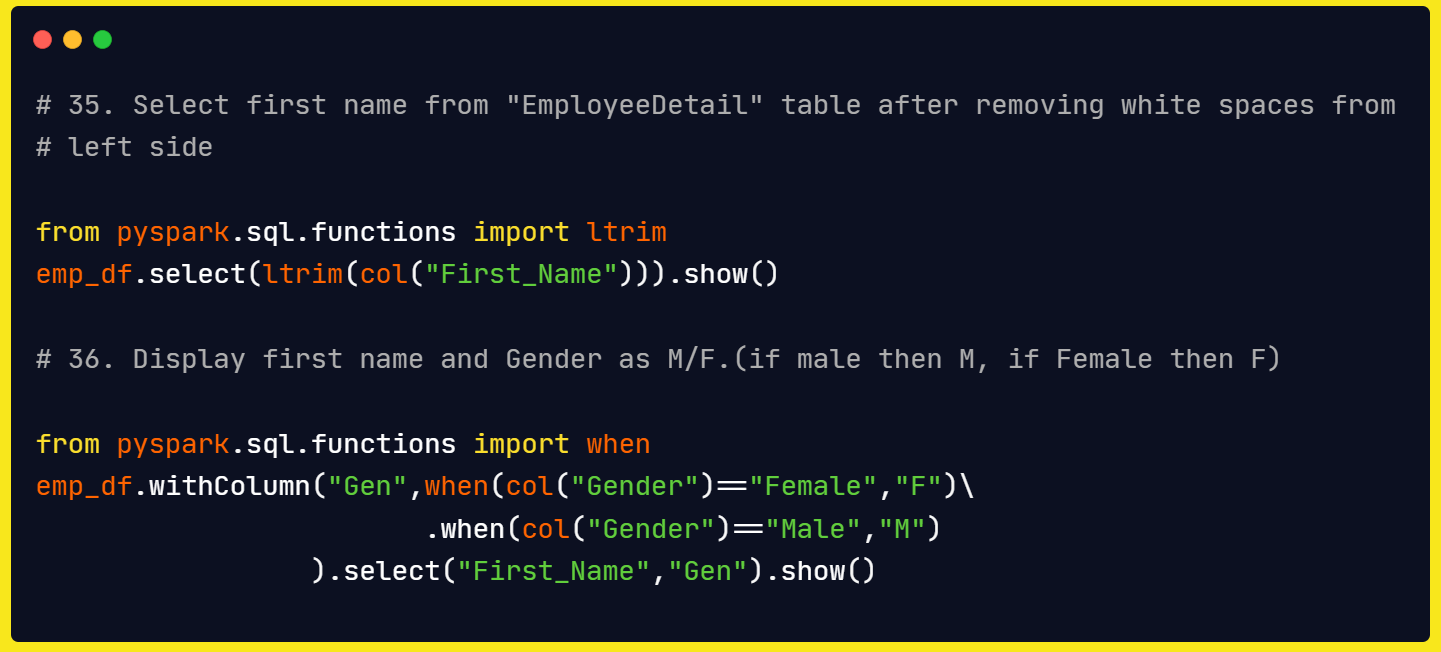 # 35. Select first name from "EmployeeDetail" table after removing white spaces from
# left side
from pyspark.sql.functions import ltrim
emp_df.select(ltrim(col("First_Name"))).show()
# 36. Display first name and Gender as M/F.(if male then M, if Female then F)
from pyspark.sql.functions import when
emp_df.withColumn("Gen",when(col("Gender")=="Female","F")\
.when(col("Gender")=="Male","M")
).select("First_Name","Gen").show()